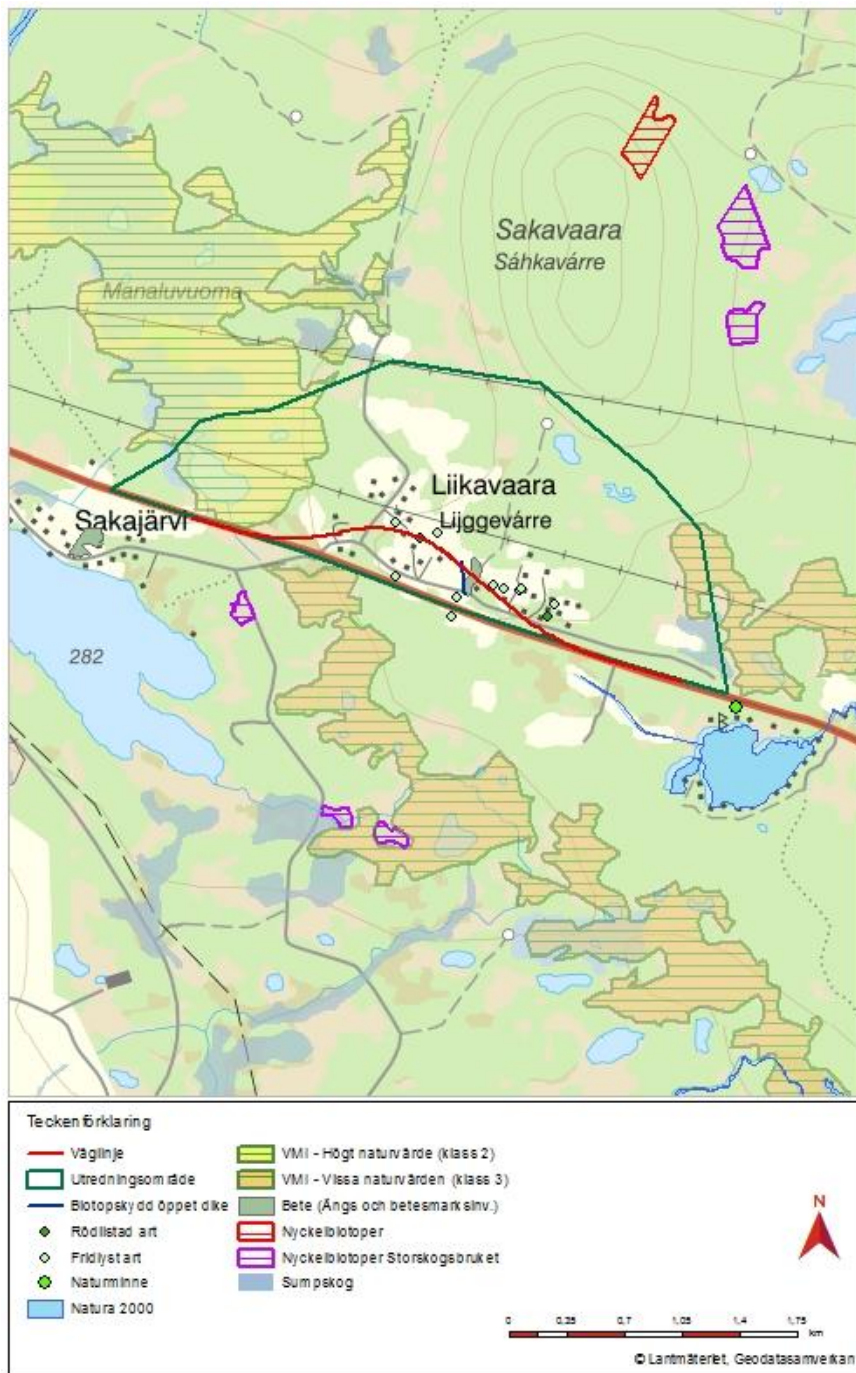 Sakavaara
Sáhkavárre
Manaluvuoma
Liikavaara
Lijggevárre
Sakajärvi
282
Teckenförklaring
Väglinje
Utredningsområde
Biotopskydd öppet dike
Rödlistad art
Fridlyst art
Naturminne
Natura 2000
VMI - Högt naturvärde (klass 2)
VMI - Vissa naturvärden (klass 3)
Bete (Ängs och betesmarksinv.)
Nyckelbiotoper
Nyckelbiotoper Storskogsbruket
Sumpskog
N
0 0,35 0,7 1,05 1,4 1,75
km
© Lantmäteriet, Geodatasamverkan